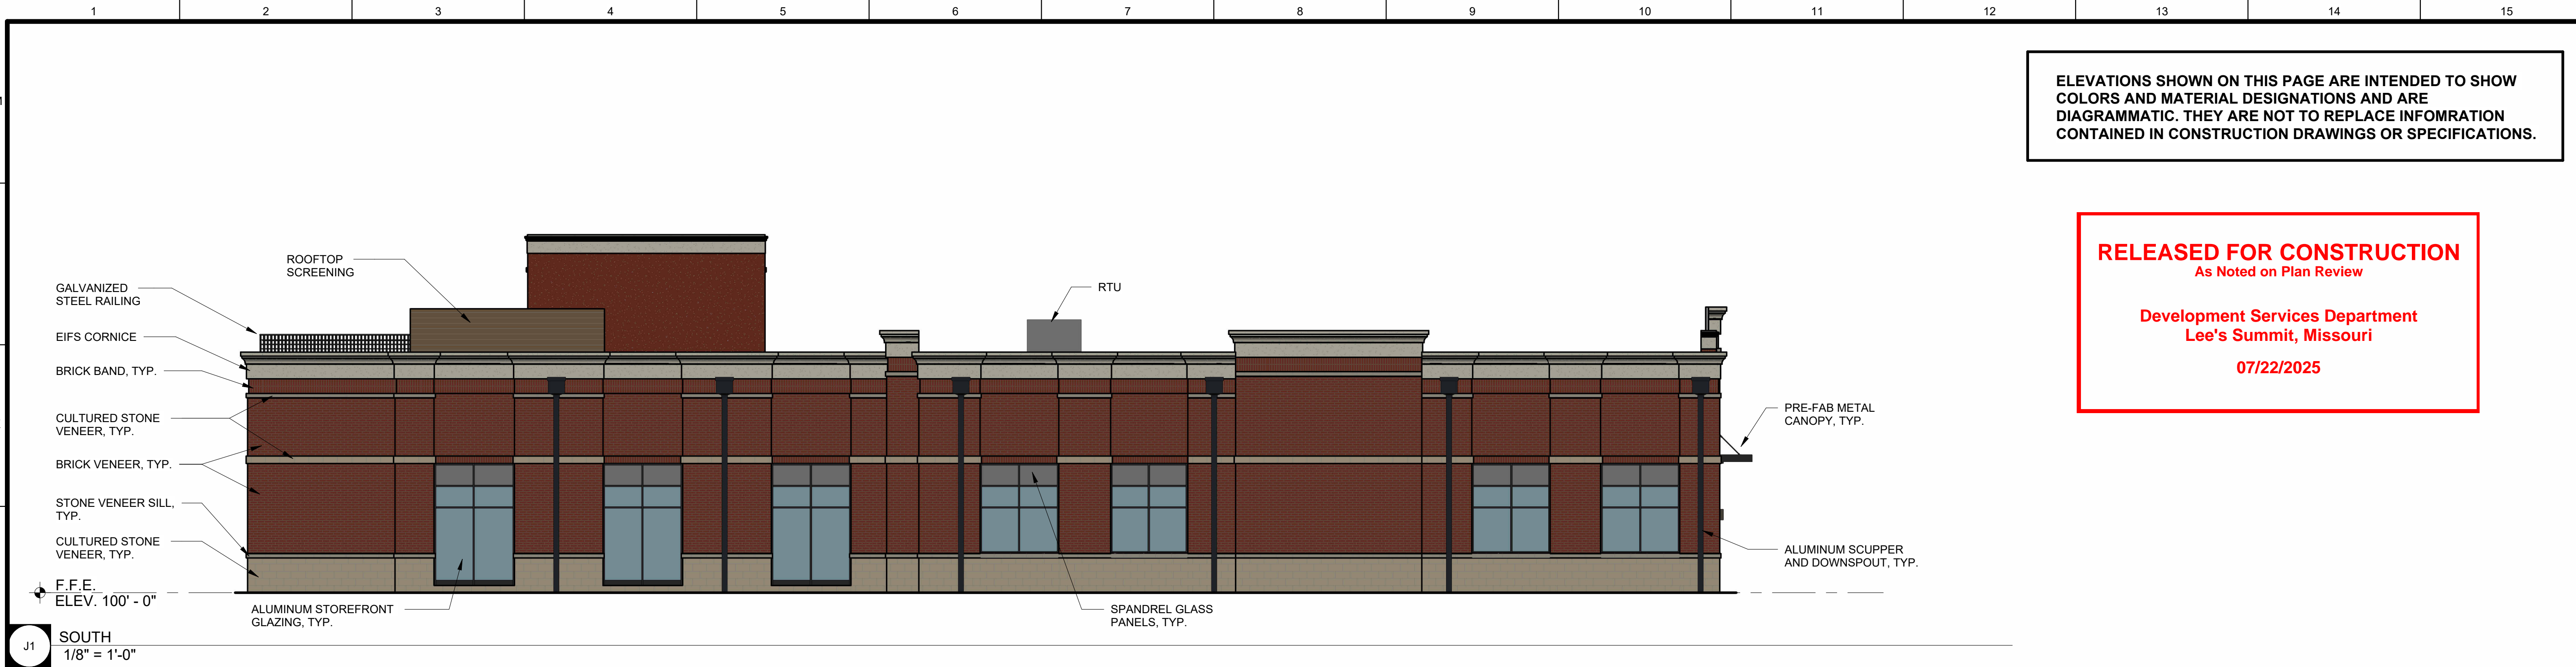 1 2 3 4 5 6 7 8 9 10 11 12 13 14 15
ELEVATIONS SHOWN ON THIS PAGE ARE INTENDED TO SHOW
COLORS AND MATERIAL DESIGNATIONS AND ARE
DIAGRAMMATIC. THEY ARE NOT TO REPLACE INFOMRATION
CONTAINED IN CONSTRUCTION DRAWINGS OR SPECIFICATIONS.
RELEASED FOR CONSTRUCTION
As Noted on Plan Review
Development Services Department
Lee's Summit, Missouri
07/22/2025
ROOFTOP
SCREENING
GALVANIZED
STEEL RAILING
EIFS CORNICE
BRICK BAND, TYP.
CULTURED STONE
VENEER, TYP.
BRICK VENEER, TYP.
STONE VENEER SILL,
TYP.
CULTURED STONE
VENEER, TYP.
F.F.E.
ELEV. 100' - 0"
ALUMINUM STOREFRONT
GLAZING, TYP.
RTU
SPANDREL GLASS
PANELS, TYP.
PRE-FAB METAL
CANOPY, TYP.
ALUMINUM SCUPPER
AND DOWNSPOUT, TYP.
J1
SOUTH
1/8" = 1'-0"